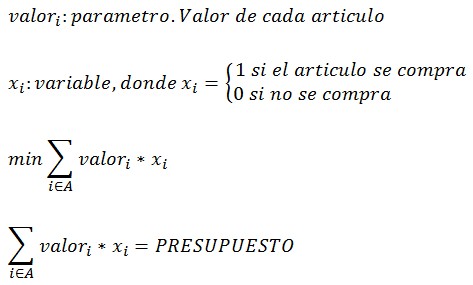 valorᵢ: parametro. Valor de cada articulo
xᵢ: variable, donde xᵢ = {1 si el articulo se compra
0 si no se compra
min ∑ valorᵢ * xᵢ
i∈A
∑ valorᵢ * xᵢ = PRESUPUESTO
i∈A